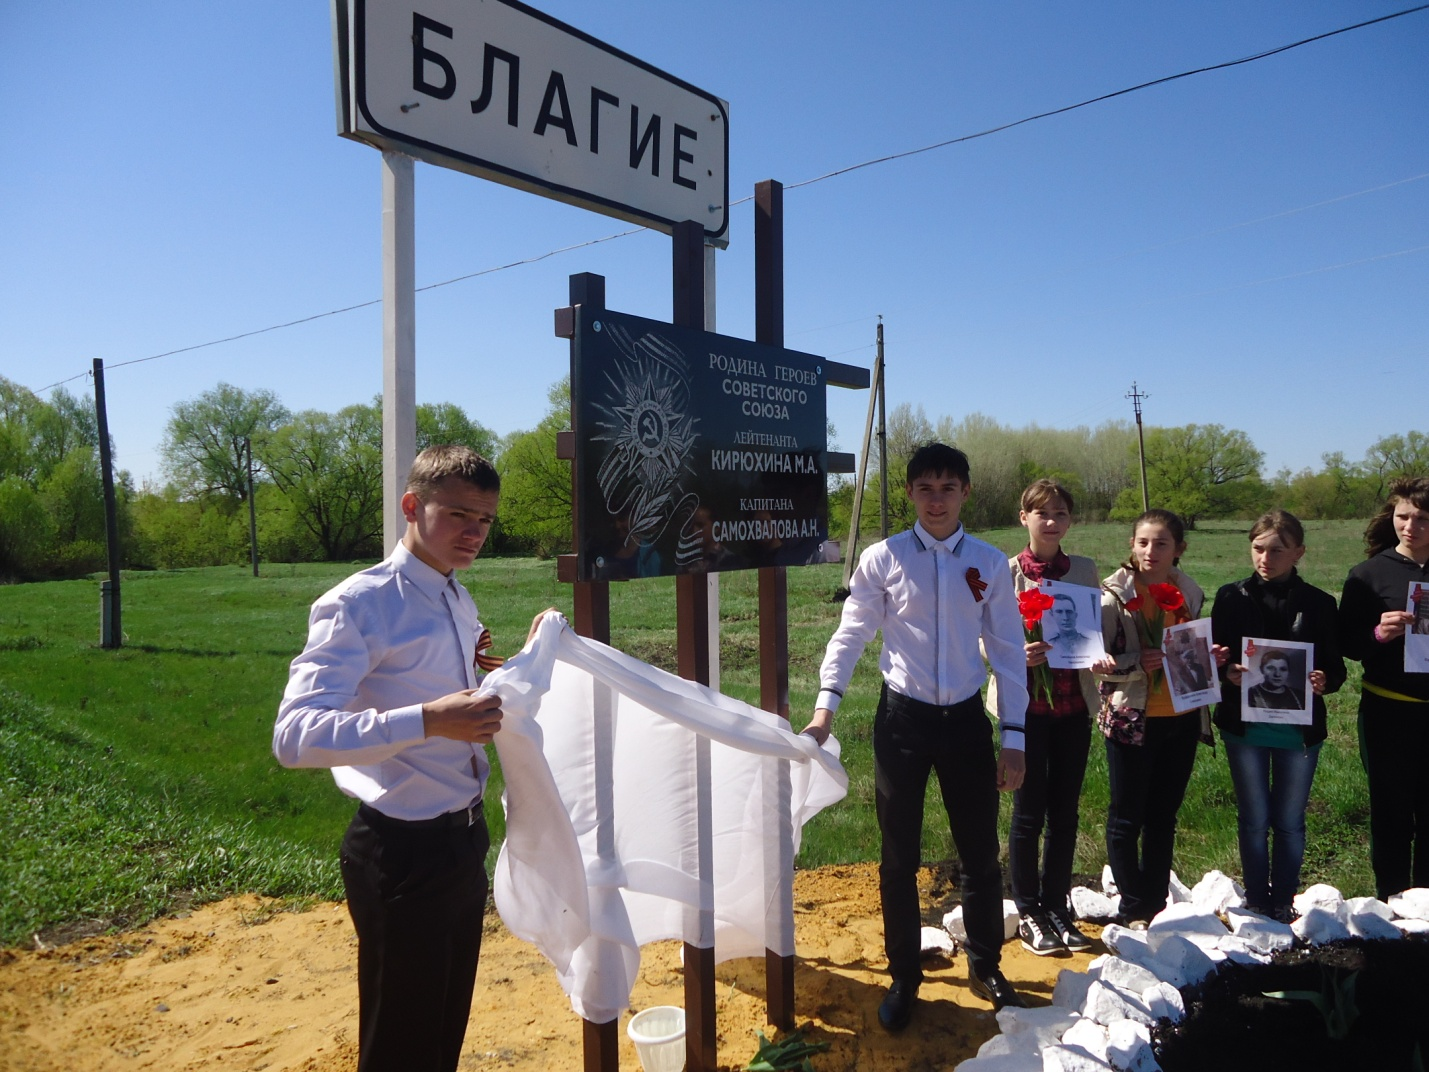 БЛАГИЕ
РОДИНА ГЕРОЕВ
СОВЕТСКОГО
СОЮЗА
ЛЕЙТЕНАНТА
КИРЮХИНА М.А.
КАПИТАНА
САМОХВАЛОВА А.Н.